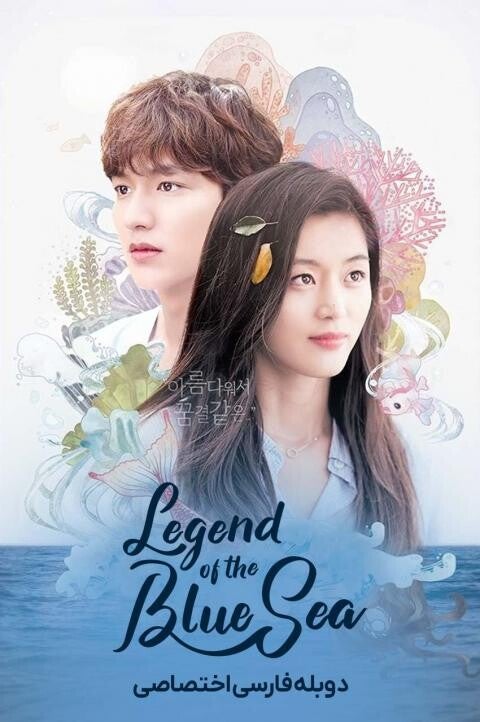 아름다워서
꿈결같은..”
Legend
of the
Blue Sea
دوبله فارسی اختصاصی